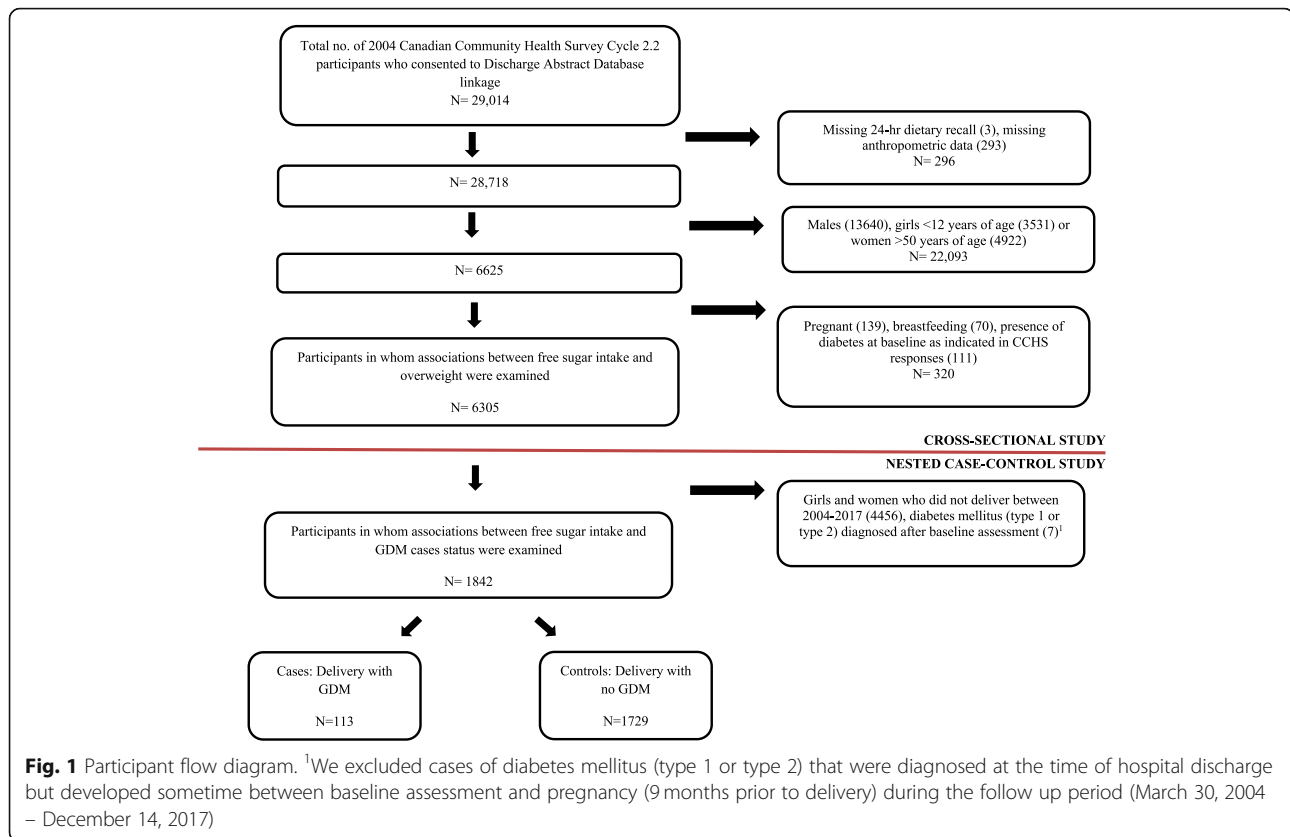 Total no. of 2004 Canadian Community Health Survey Cycle 2.2
participants who consented to Discharge Abstract Database
linkage
N= 29,014
Missing 24-hr dietary recall (3), missing
anthropometric data (293)
N= 296
N= 28,718
Males (13640), girls <12 years of age (3531) or
women >50 years of age (4922)
N= 22,093
N= 6625
Pregnant (139), breastfeeding (70), presence of
diabetes at baseline as indicated in CCHS
responses (111)
N= 320
Participants in whom associations between free sugar intake and
overweight were examined
N= 6305
CROSS-SECTIONAL STUDY
NESTED CASE-CONTROL STUDY
Girls and women who did not deliver between
2004-2017 (4456), diabetes mellitus (type 1 or
type 2) diagnosed after baseline assessment (7)¹
Participants in whom associations between free sugar intake and
GDM cases status were examined
N= 1842
Cases: Delivery with
GDM
N=113
Controls: Delivery with
no GDM
N=1729
Fig. 1 Participant flow diagram. ¹We excluded cases of diabetes mellitus (type 1 or type 2) that were diagnosed at the time of hospital discharge
but developed sometime between baseline assessment and pregnancy (9 months prior to delivery) during the follow up period (March 30, 2004
– December 14, 2017)